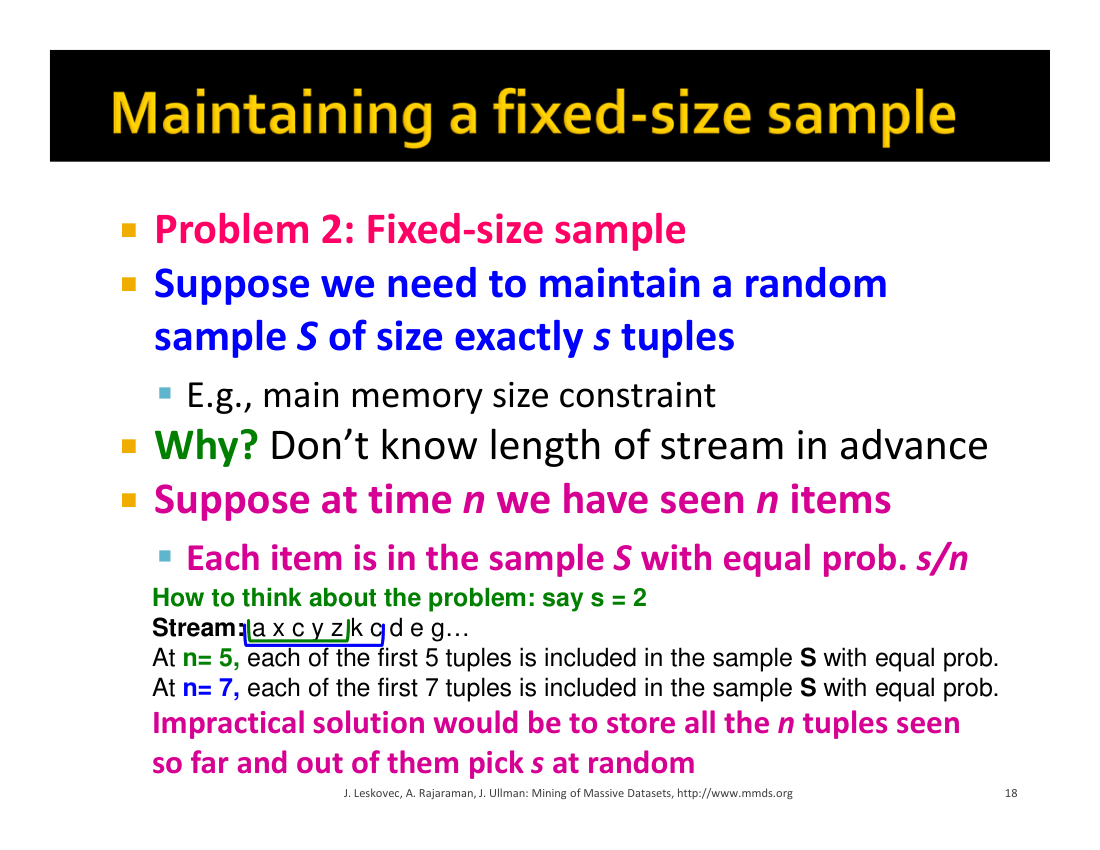 Maintaining a fixed-size sample
Problem 2: Fixed-size sample
Suppose we need to maintain a random
sample S of size exactly s tuples
E.g., main memory size constraint
Why? Don’t know length of stream in advance
Suppose at time n we have seen n items
Each item is in the sample S with equal prob. s/n
How to think about the problem: say s = 2
Stream: a x c y z k c d e g…
At n= 5, each of the first 5 tuples is included in the sample S with equal prob.
At n= 7, each of the first 7 tuples is included in the sample S with equal prob.
Impractical solution would be to store all the n tuples seen
so far and out of them pick s at random
J. Leskovec, A. Rajaraman, J. Ullman: Mining of Massive Datasets, http://www.mmds.org 18